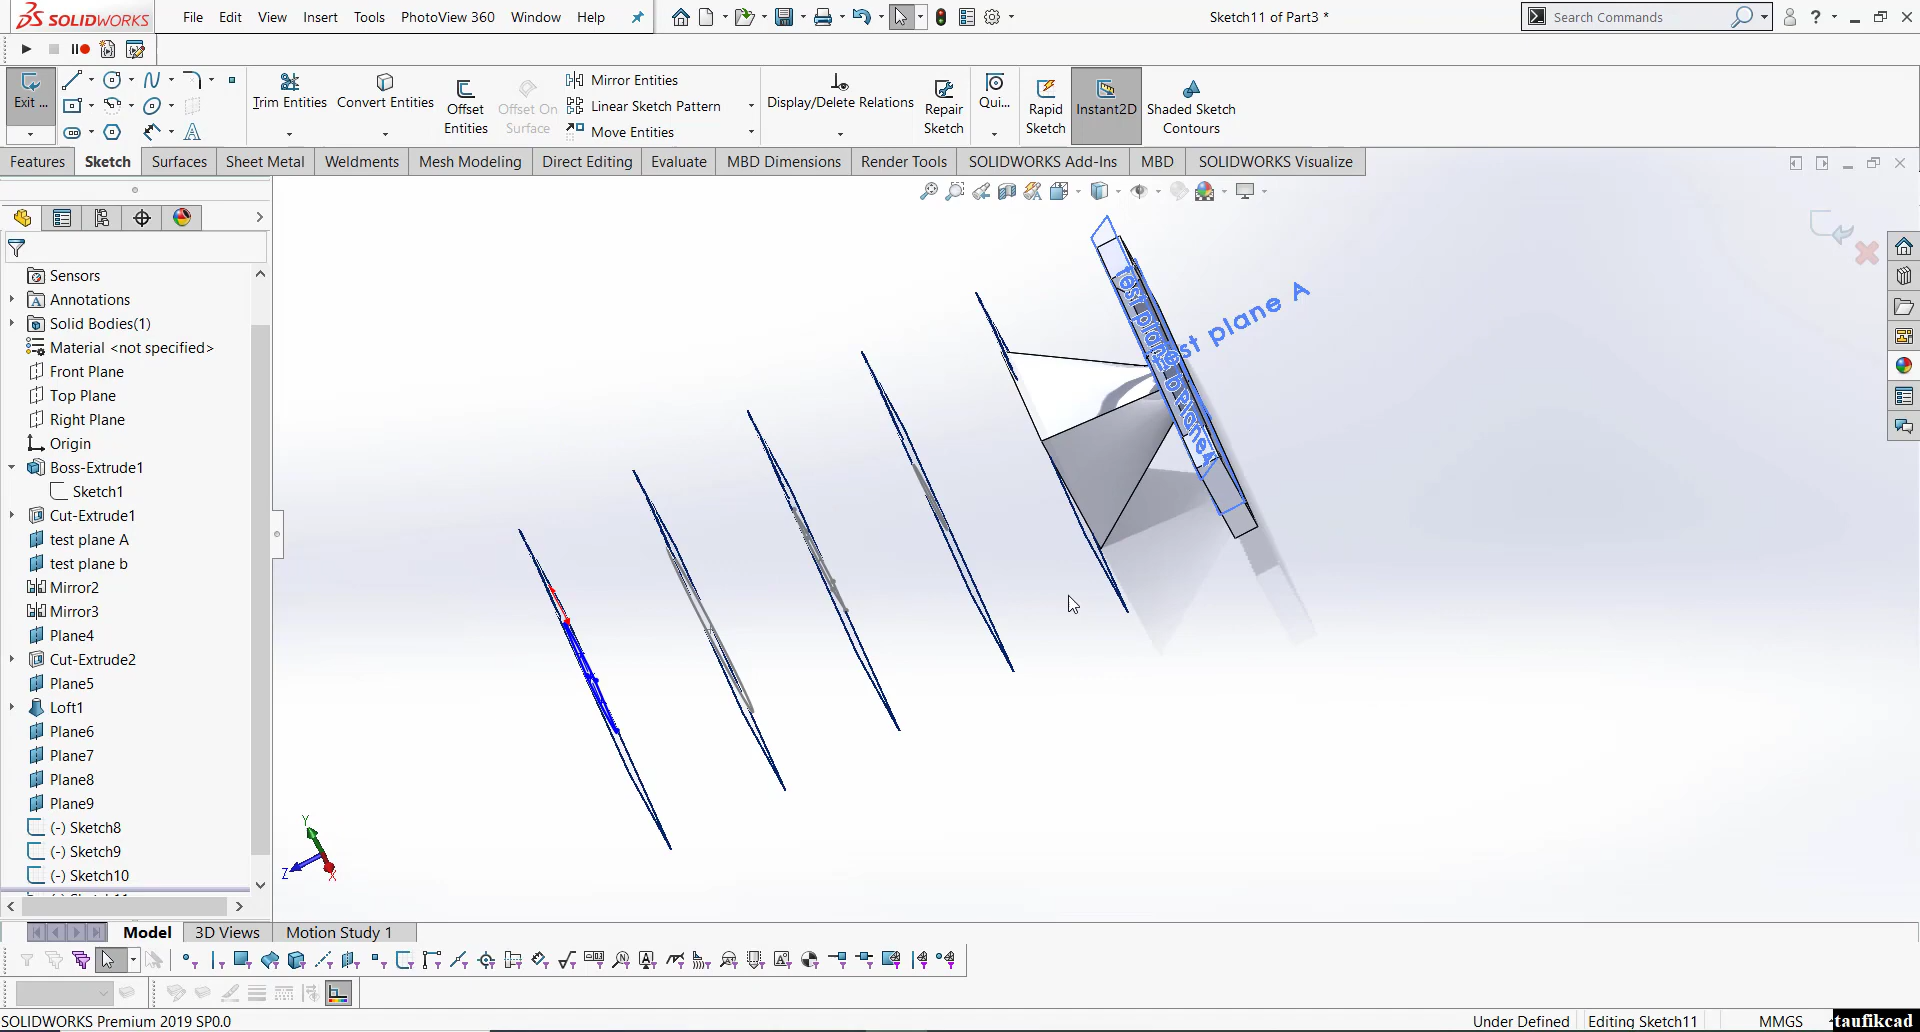 SOLIDWORKS
File Edit View Insert Tools PhotoView 360 Window Help
Sketch11 of Part3 *
Search Commands
Exit ...
Trim Entities
Convert Entities
Offset Entities
Offset On Surface
Mirror Entities
Linear Sketch Pattern
Move Entities
Display/Delete Relations
Repair Sketch
Qui...
Rapid Sketch
Instant2D
Shaded Sketch Contours
Features Sketch Surfaces Sheet Metal Weldments Mesh Modeling Direct Editing Evaluate MBD Dimensions Render Tools SOLIDWORKS Add-Ins MBD SOLIDWORKS Visualize
Sensors
Annotations
Solid Bodies(1)
Material <not specified>
Front Plane
Top Plane
Right Plane
Origin
Boss-Extrude1
Sketch1
Cut-Extrude1
test plane A
test plane b
Mirror2
Mirror3
Plane4
Cut-Extrude2
Plane5
Loft1
Plane6
Plane7
Plane8
Plane9
(-) Sketch8
(-) Sketch9
(-) Sketch10
test plane A
test plane b
Plane4
Y
Z
X
Model 3D Views Motion Study 1
SOLIDWORKS Premium 2019 SP0.0
Under Defined Editing Sketch11 MMGS
taufikcad